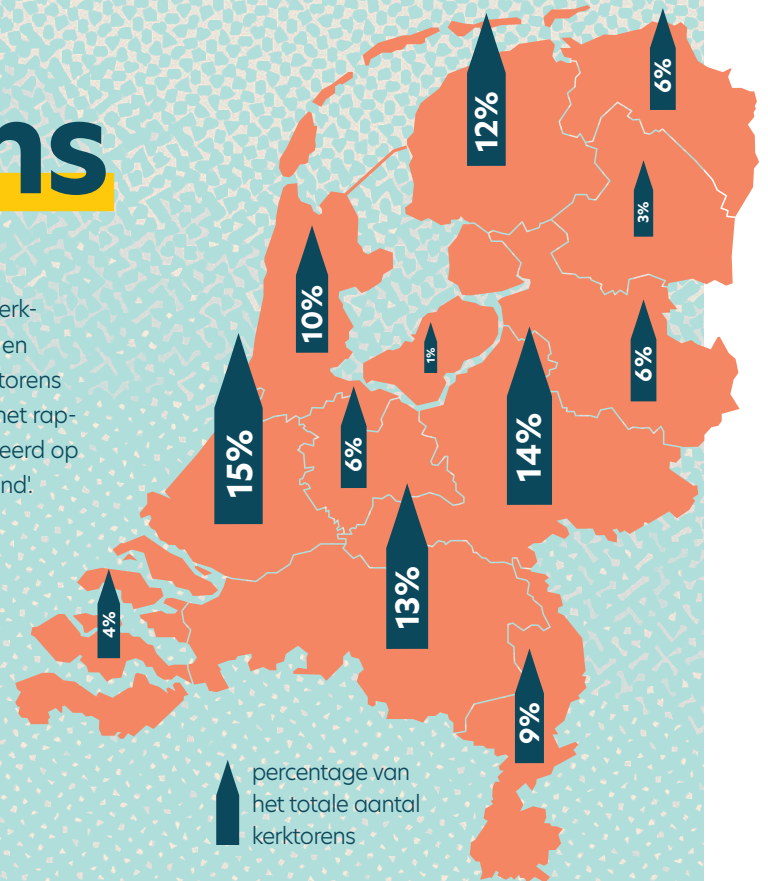 ns
erk-
en
torens
het rap-
eerd op
nd'.
12%
6%
3%
10%
1%
6%
15%
6%
14%
13%
4%
9%
percentage van
het totale aantal
kerktorens